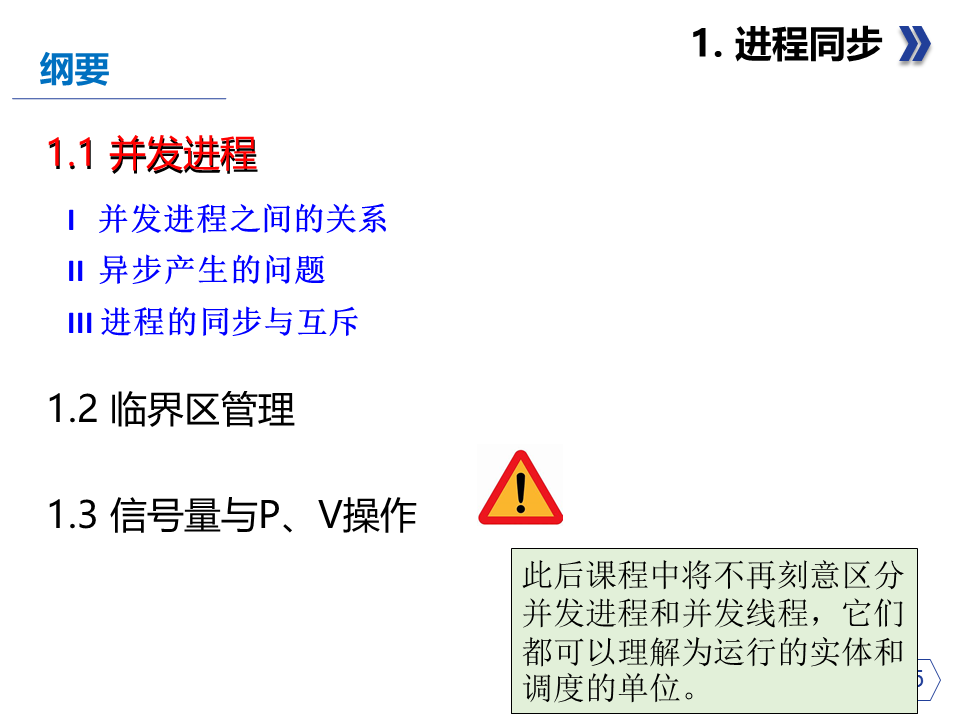 1. 进程同步
纲要
1.1 并发进程
I 并发进程之间的关系
II 异步产生的问题
III 进程的同步与互斥
1.2 临界区管理
1.3 信号量与P、V操作
此后课程中将不再刻意区分
并发进程和并发线程，它们
都可以理解为运行的实体和
调度的单位。